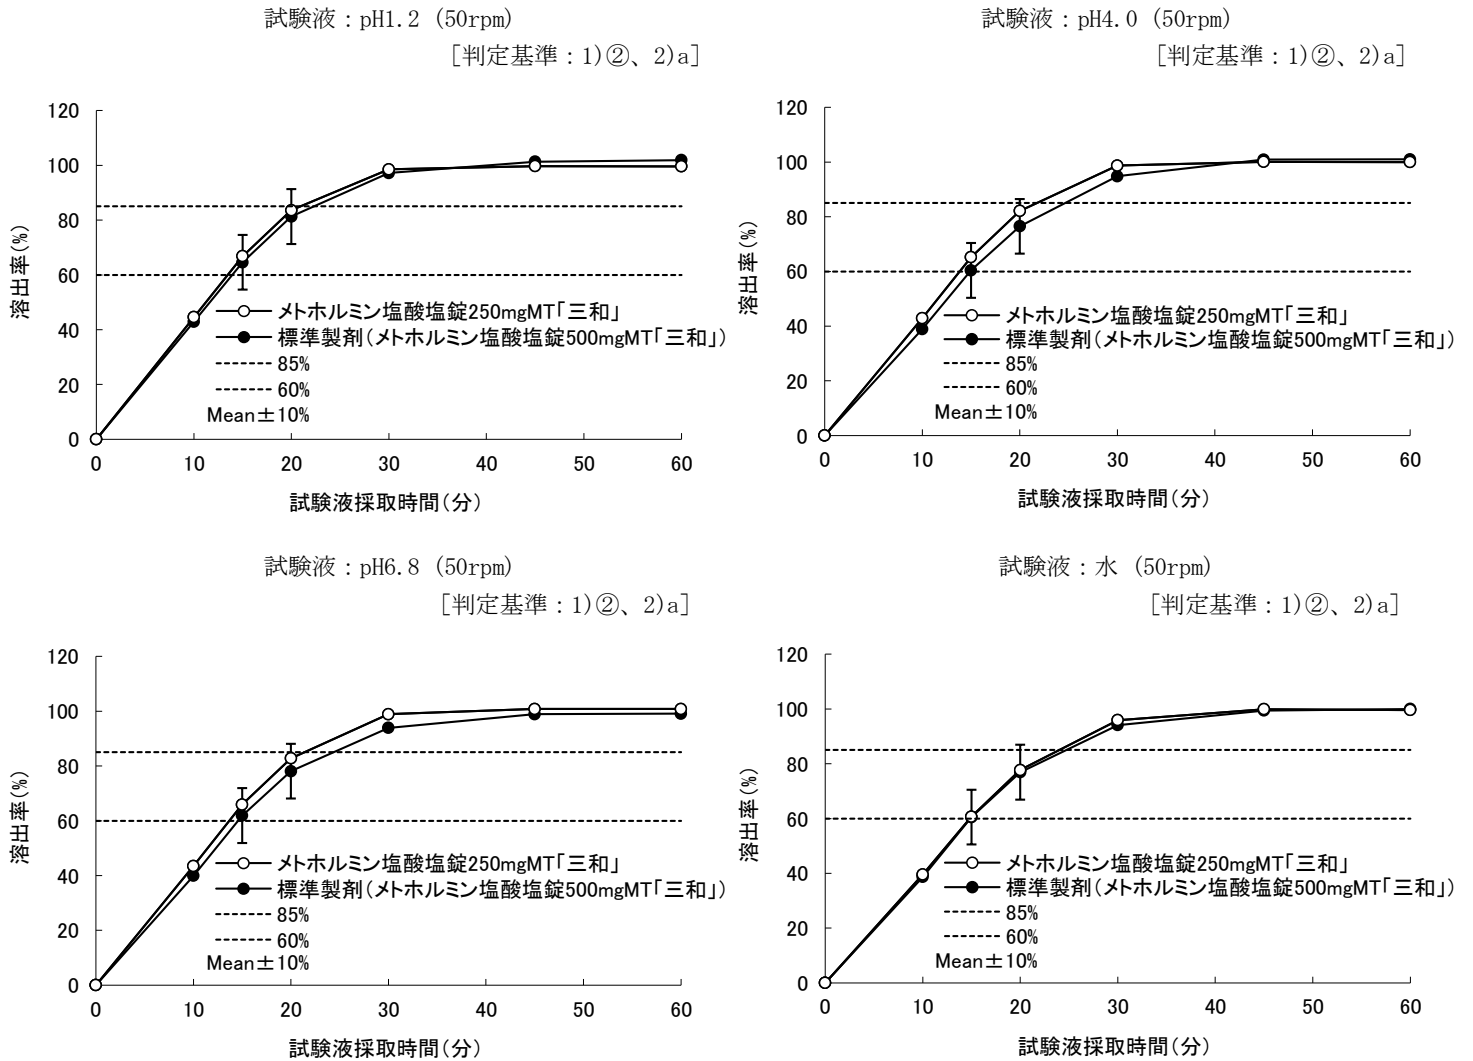 試験液：pH1.2 (50rpm)
[判定基準：1)②、2)a]
120
100
80
60
40
20
0
溶出率(%)
メトホルミン塩酸塩錠250mgMT「三和」
標準製剤(メトホルミン塩酸塩錠500mgMT「三和」)
85%
60%
Mean±10%
0 10 20 30 40 50 60
試験液採取時間(分)
試験液：pH4.0 (50rpm)
[判定基準：1)②、2)a]
120
100
80
60
40
20
0
溶出率(%)
メトホルミン塩酸塩錠250mgMT「三和」
標準製剤(メトホルミン塩酸塩錠500mgMT「三和」)
85%
60%
Mean±10%
0 10 20 30 40 50 60
試験液採取時間(分)
試験液：pH6.8 (50rpm)
[判定基準：1)②、2)a]
120
100
80
60
40
20
0
溶出率(%)
メトホルミン塩酸塩錠250mgMT「三和」
標準製剤(メトホルミン塩酸塩錠500mgMT「三和」)
85%
60%
Mean±10%
0 10 20 30 40 50 60
試験液採取時間(分)
試験液：水 (50rpm)
[判定基準：1)②、2)a]
120
100
80
60
40
20
0
溶出率(%)
メトホルミン塩酸塩錠250mgMT「三和」
標準製剤(メトホルミン塩酸塩錠500mgMT「三和」)
85%
60%
Mean±10%
0 10 20 30 40 50 60
試験液採取時間(分)